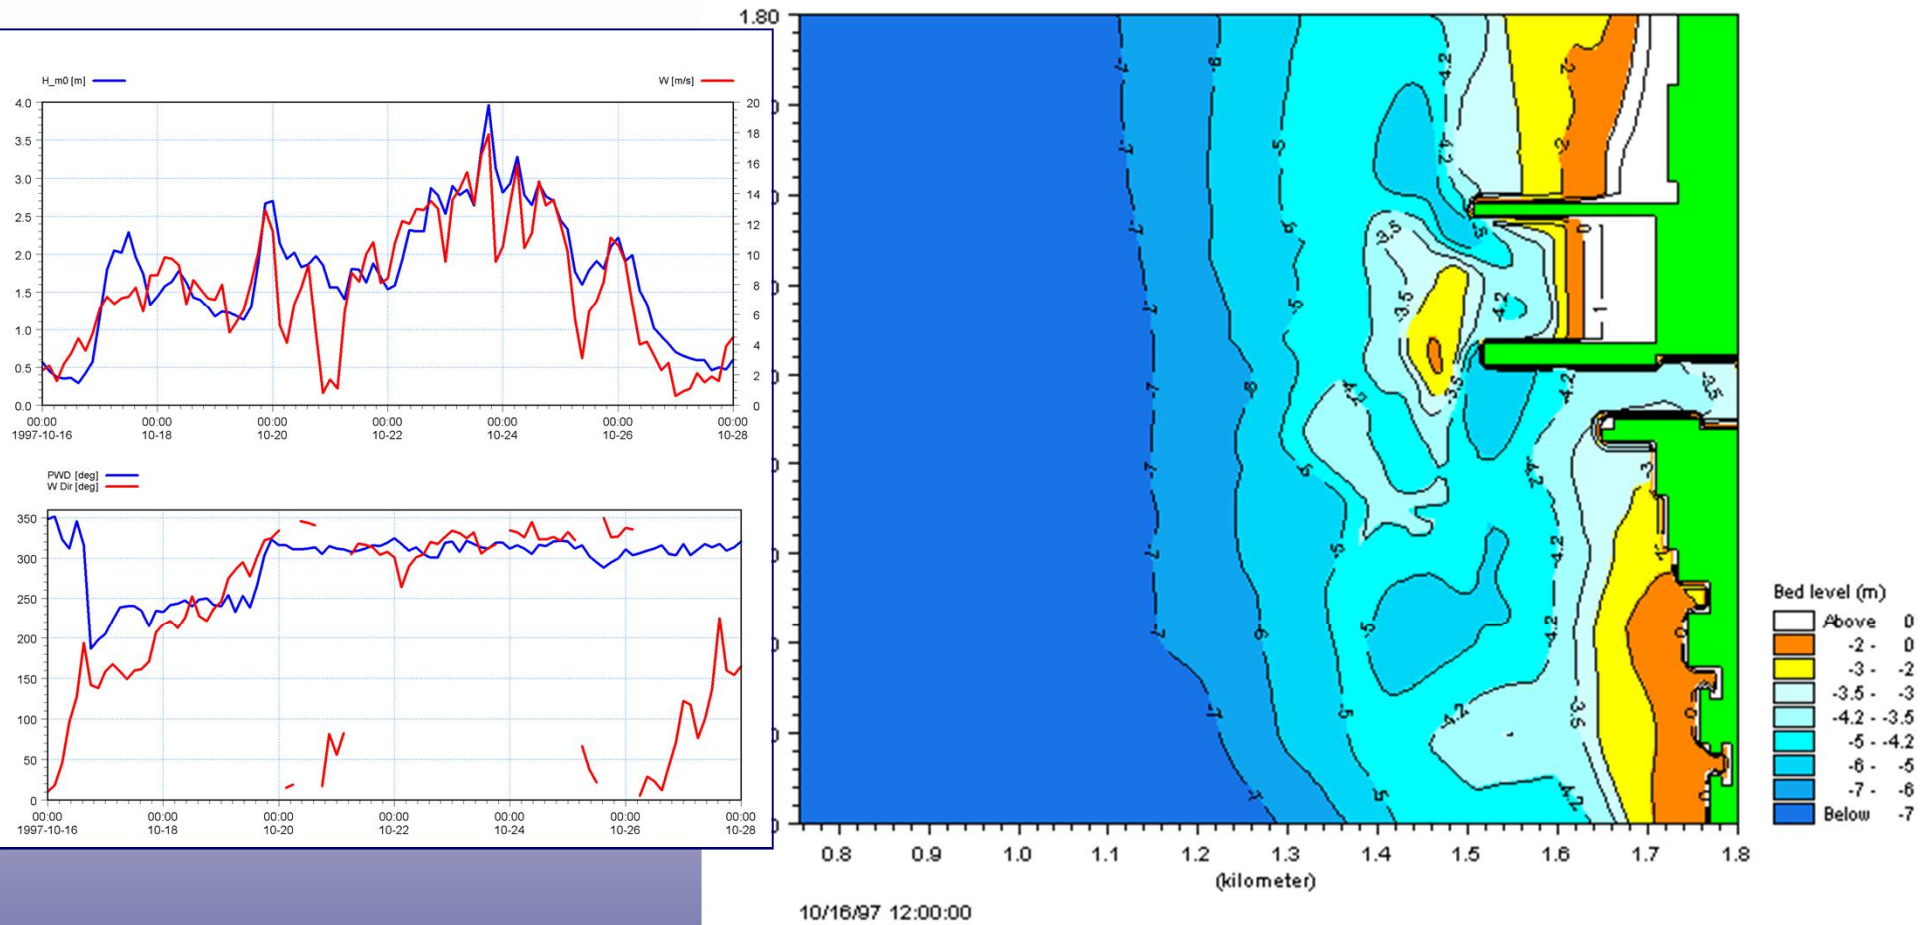 H_m0 [m]
W [m/s]
4.0
3.5
3.0
2.5
2.0
1.5
1.0
0.5
0.0
20
18
16
14
12
10
8
6
4
2
0
00:00 00:00 00:00 00:00 00:00 00:00 00:00
1997-10-16 10-18 10-20 10-22 10-24 10-26 10-28
PWD [deg]
W Dir [deg]
350
300
250
200
150
100
50
0
00:00 00:00 00:00 00:00 00:00 00:00 00:00
1997-10-16 10-18 10-20 10-22 10-24 10-26 10-28
1.80
0.8 0.9 1.0 1.1 1.2 1.3 1.4 1.5 1.6 1.7 1.8
(kilometer)
10/16/97 12:00:00
Bed level (m)
Above 0
-2 - 0
-3 - -2
-3.5 - -3
-4.2 - -3.5
-5 - -4.2
-6 - -5
-7 - -6
Below -7